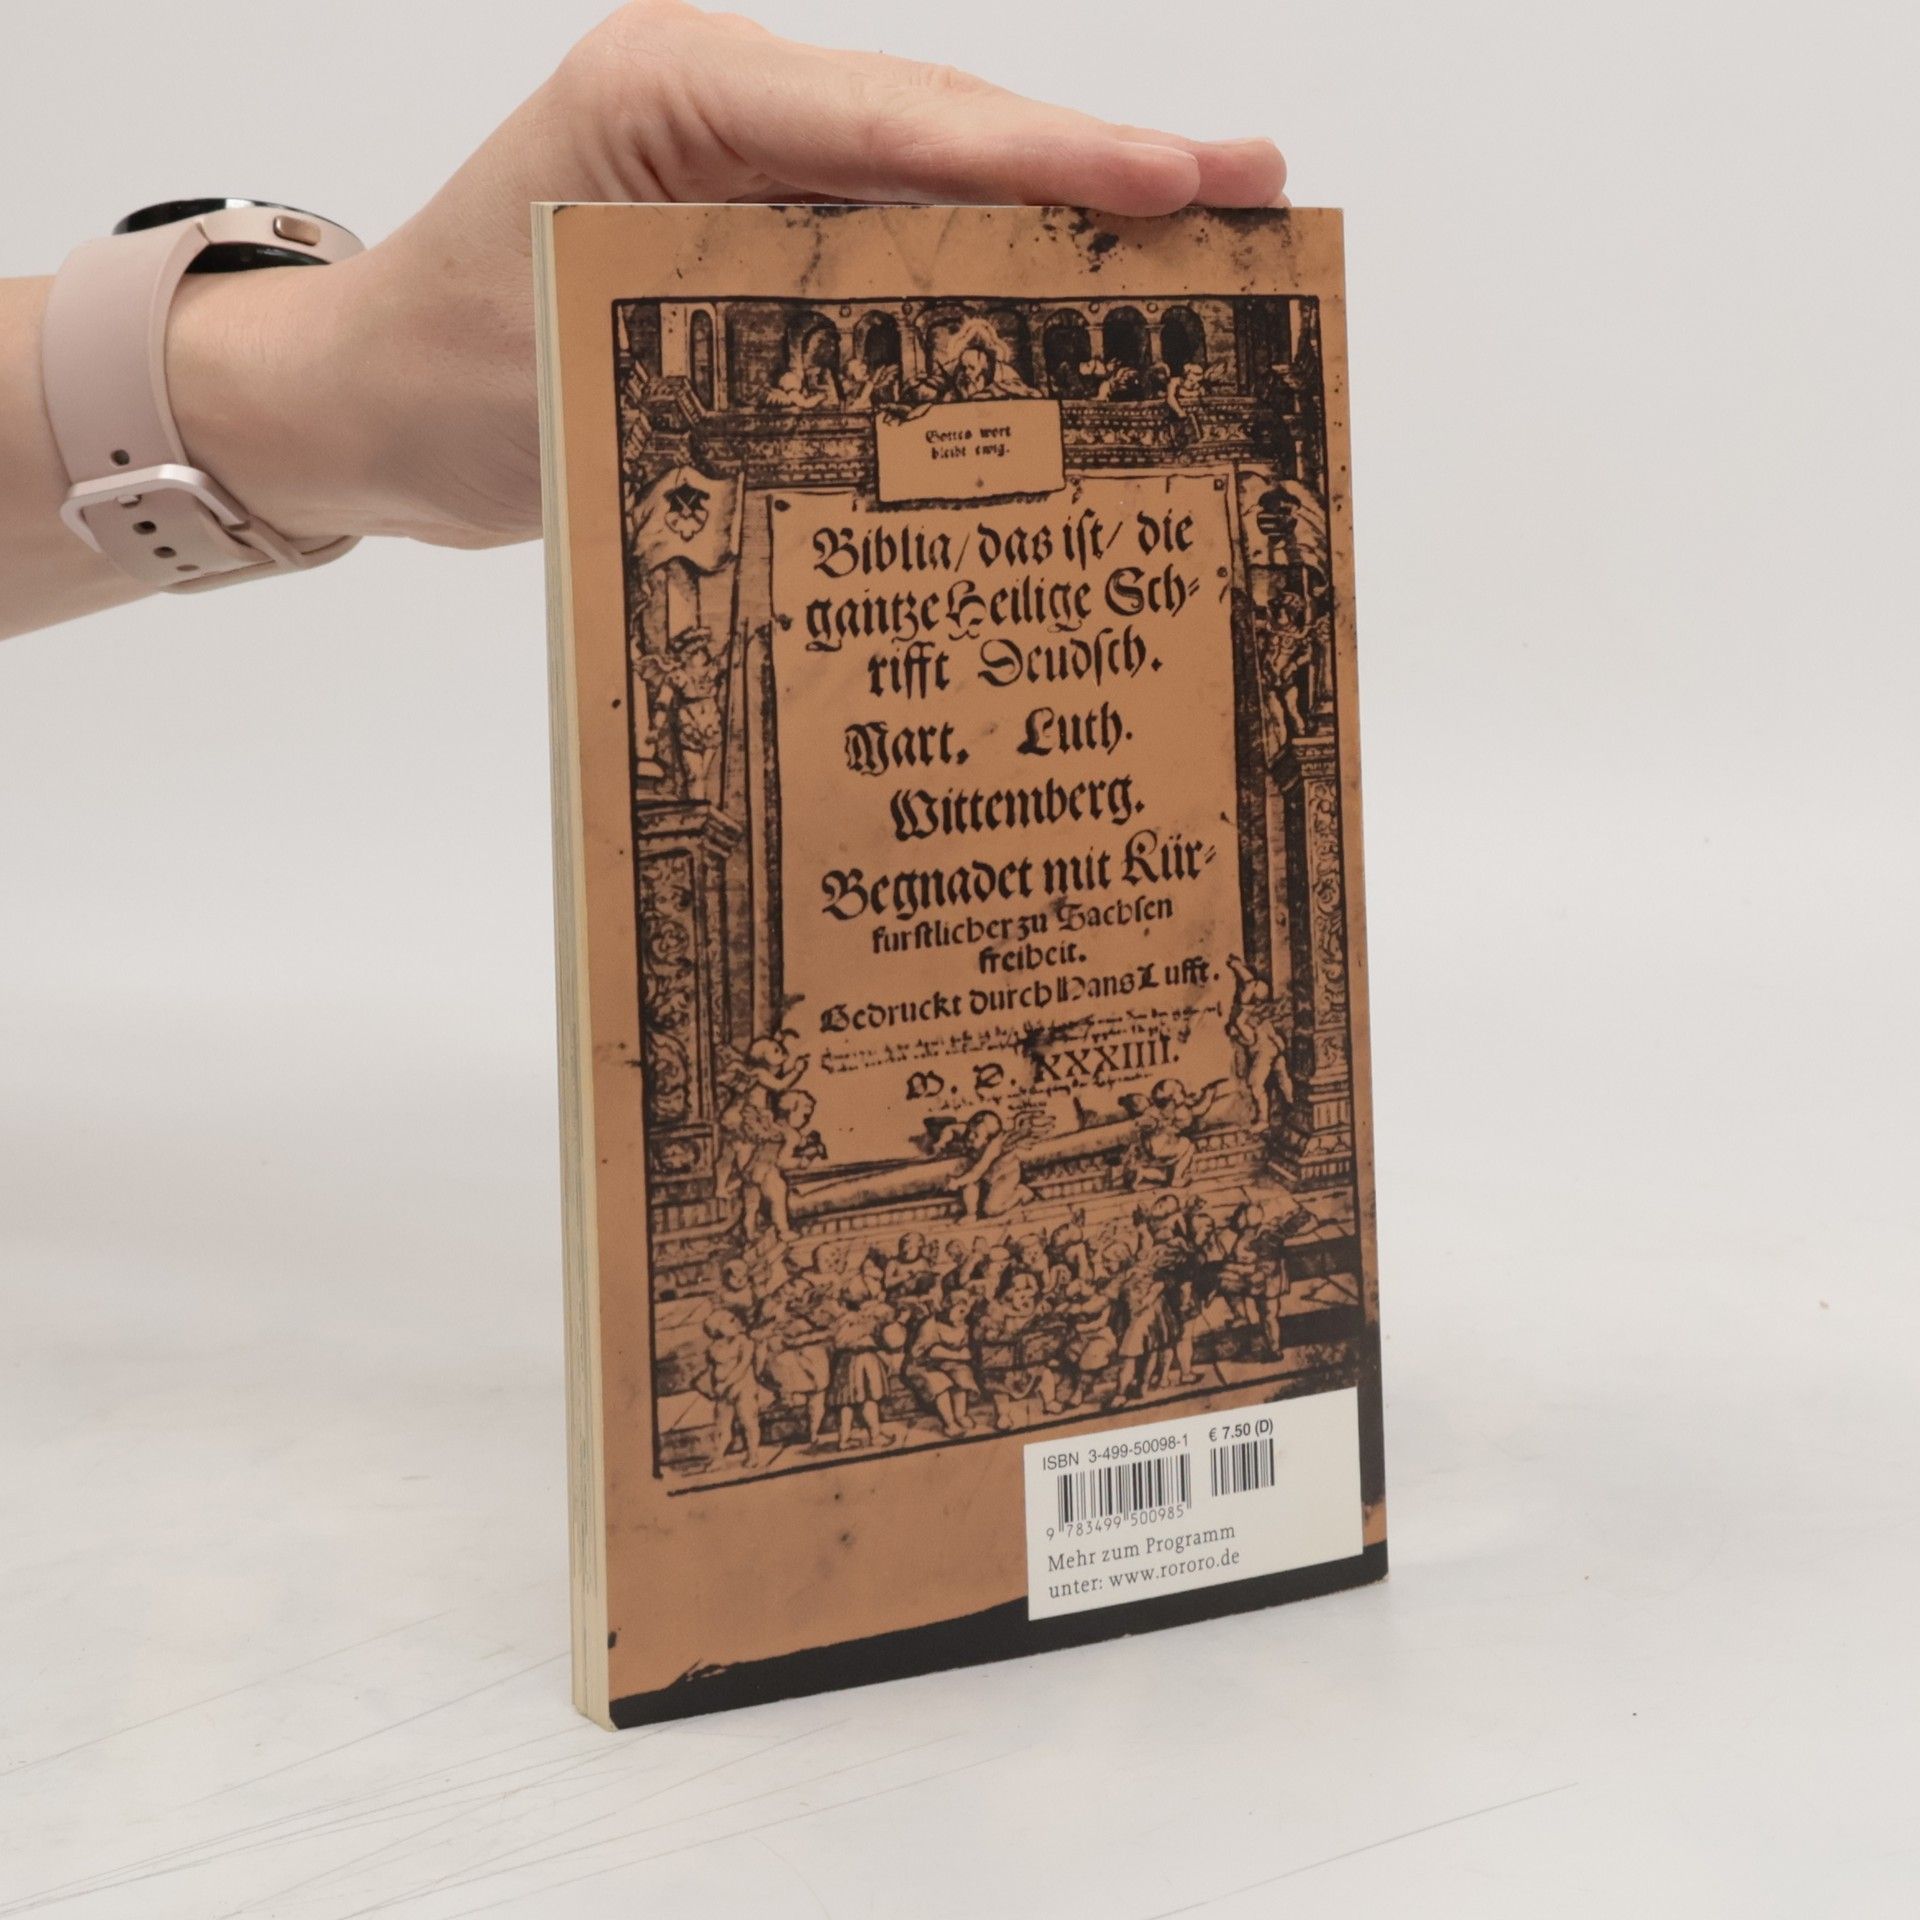 Gottes wort
bleibt ewig.
Biblia/das ist/ die
gantze Heilige Sch-
rifft Deudsch.
Mart. Luth.
Wittemberg.
Begnadet mit Kür-
furstlicher zu Sachsen
freiheit.
Gedruckt durch Hans Lufft.
M. D. XXXIIII.
ISBN 3-499-50098-1 € 7.50 (D)
9 783499 500985
Mehr zum Programm
unter: www.rororo.de